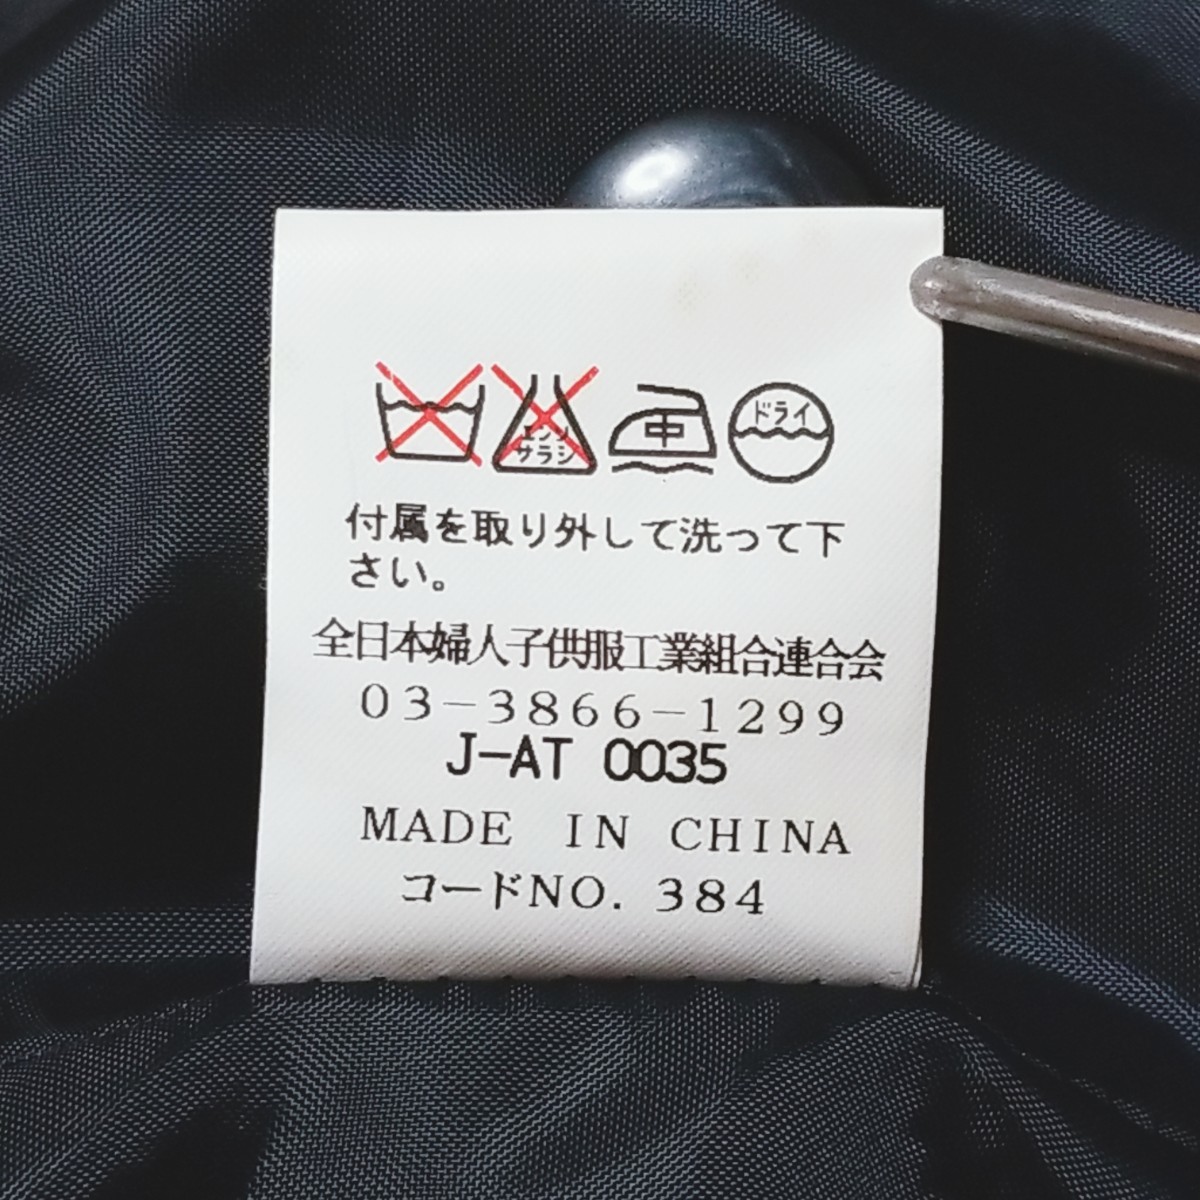 エンソ
サラシ
中
ドライ
付属を取り外して洗って下
さい。
全日本婦人子供服工業組合連合会
03-3866-1299
J-AT 0035
MADE IN CHINA
コードNO. 384